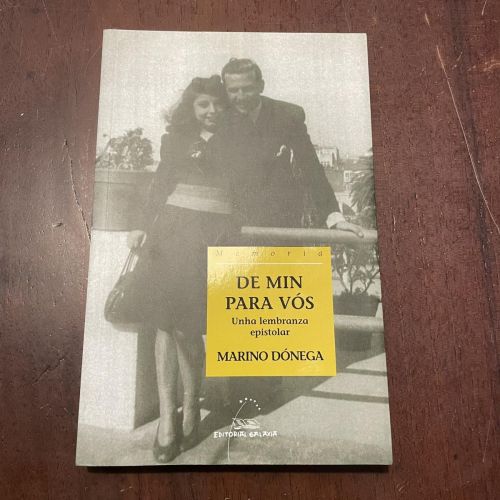 Memoria
DE MIN
PARA VÓS
Unha lembranza
epistolar
MARINO DÓNEGA
EDITORIAL GALAXIA